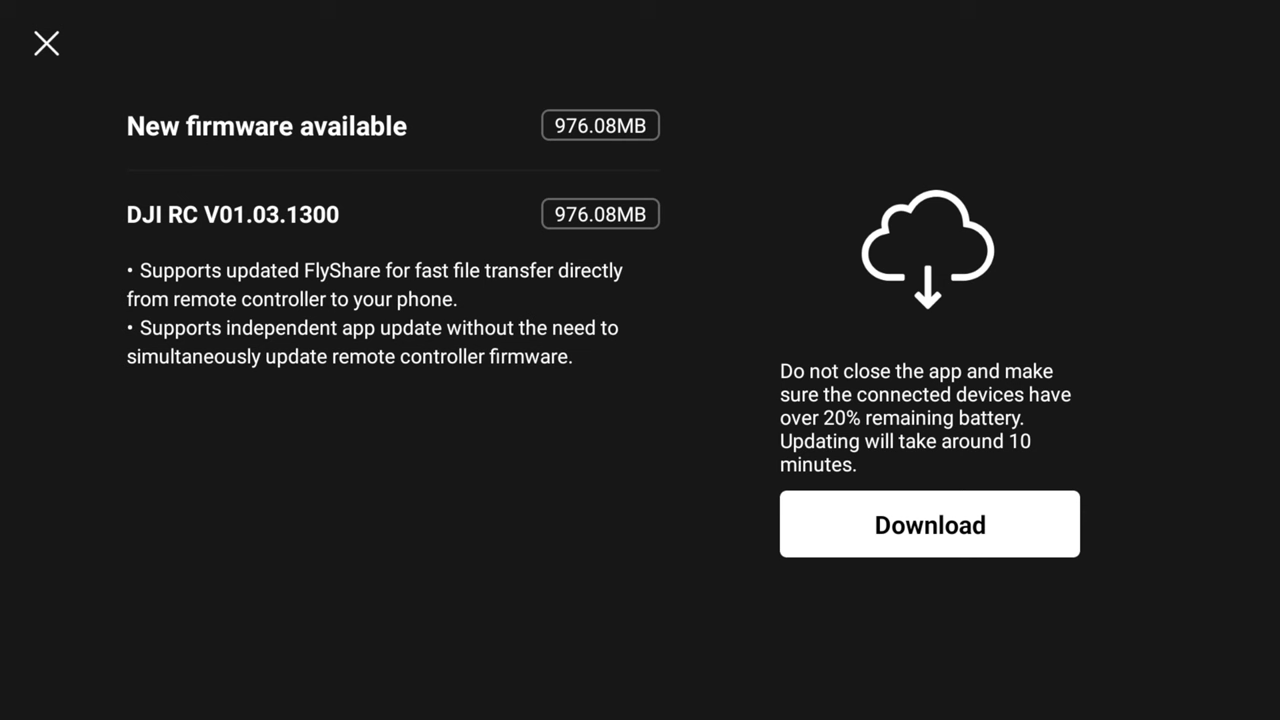 New firmware available
976.08MB
DJI RC V01.03.1300
976.08MB
• Supports updated FlyShare for fast file transfer directly
from remote controller to your phone.
• Supports independent app update without the need to
simultaneously update remote controller firmware.
Do not close the app and make
sure the connected devices have
over 20% remaining battery.
Updating will take around 10
minutes.
Download